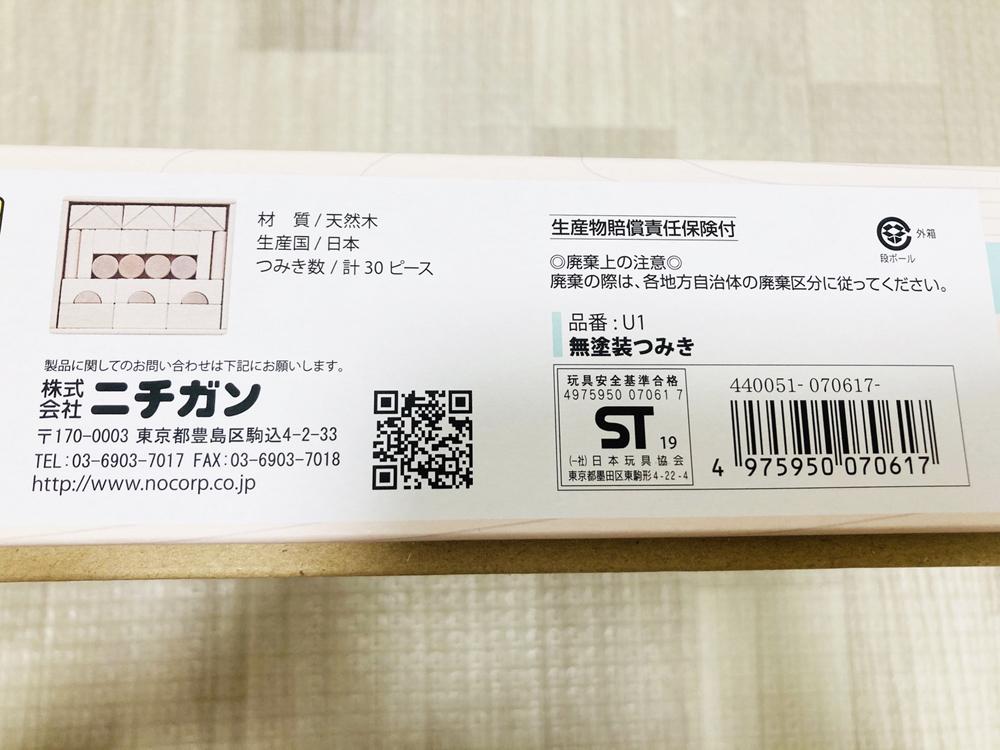 材 質 / 天然木
生産国 / 日本
つみき数 / 計 30 ピース
製品に関してのお問い合わせは下記にお願いします。
株式会社 ニチガン
〒170-0003 東京都豊島区駒込4-2-33
TEL:03-6903-7017 FAX:03-6903-7018
http://www.nocorp.co.jp
生産物賠償責任保険付
◎廃棄上の注意◎
廃棄の際は、各地方自治体の廃棄区分に従ってください。
外箱
段ボール
品番 : U1
無塗装つみき
玩具安全基準合格
4975950 07061 7
ST 19
(一社)日本玩具協会
東京都墨田区東駒形4-22-4
440051- 070617-
4 975950 070617